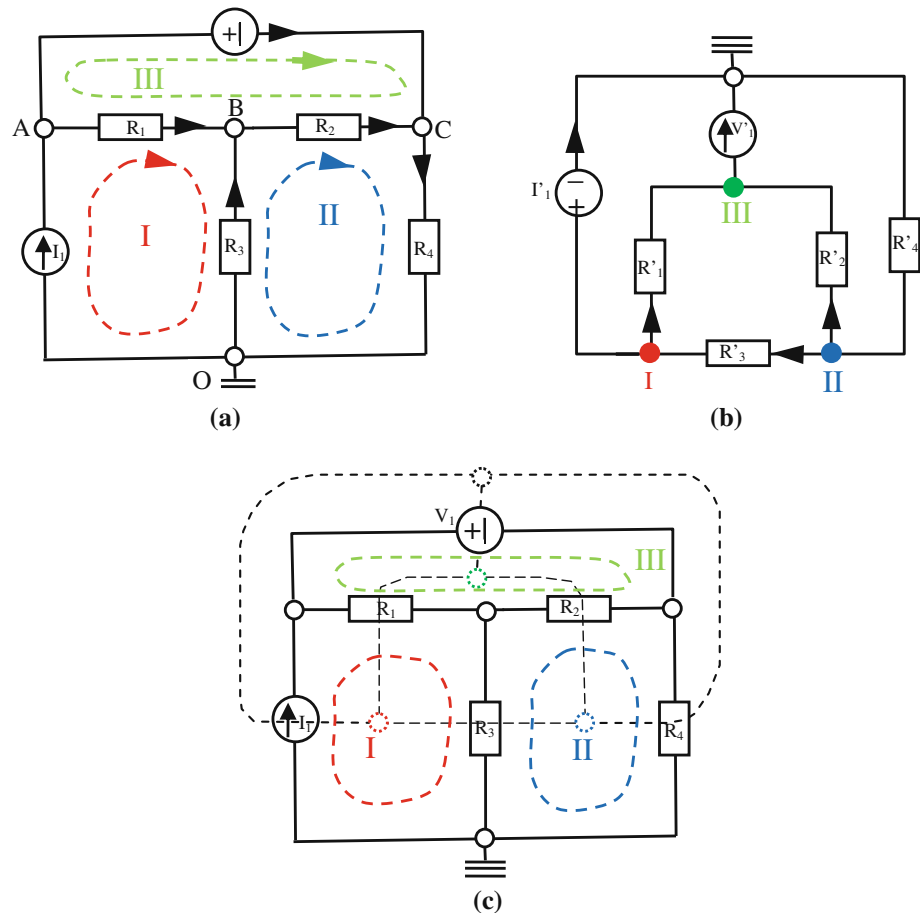 +|
III
A
R1
B
R2
C
I
II
I1
R3
R4
O
(a)
V'1
I'1
−
+
III
R'1
R'2
R'4
R'3
I
II
(b)
V1
+|
III
R1
R2
I1
R3
R4
I
II
(c)